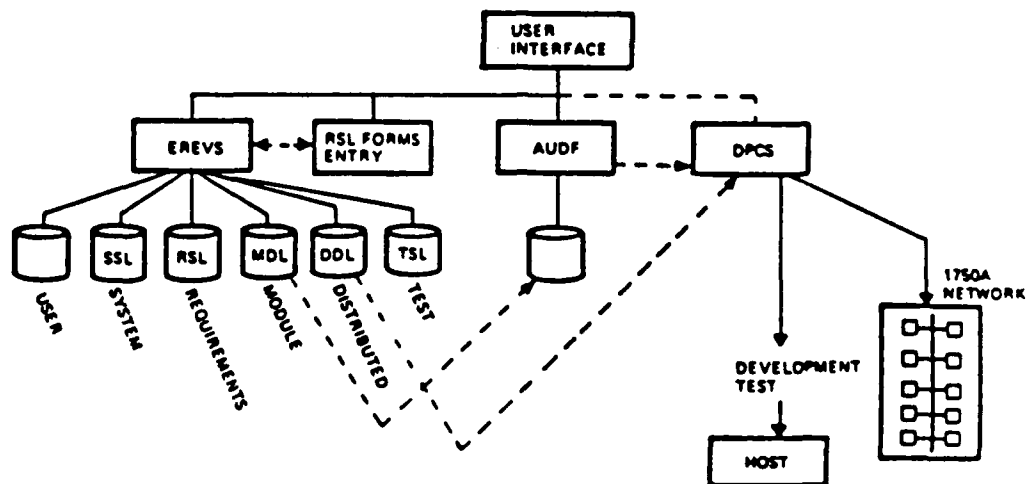 USER
INTERFACE
EREVS
RSL FORMS
ENTRY
AUDF
DPCS
SSL
RSL
MDL
DDL
TSL
USER
SYSTEM
REQUIREMENTS
MODULE
DISTRIBUTED
TEST
1750A
NETWORK
DEVELOPMENT
TEST
HOST